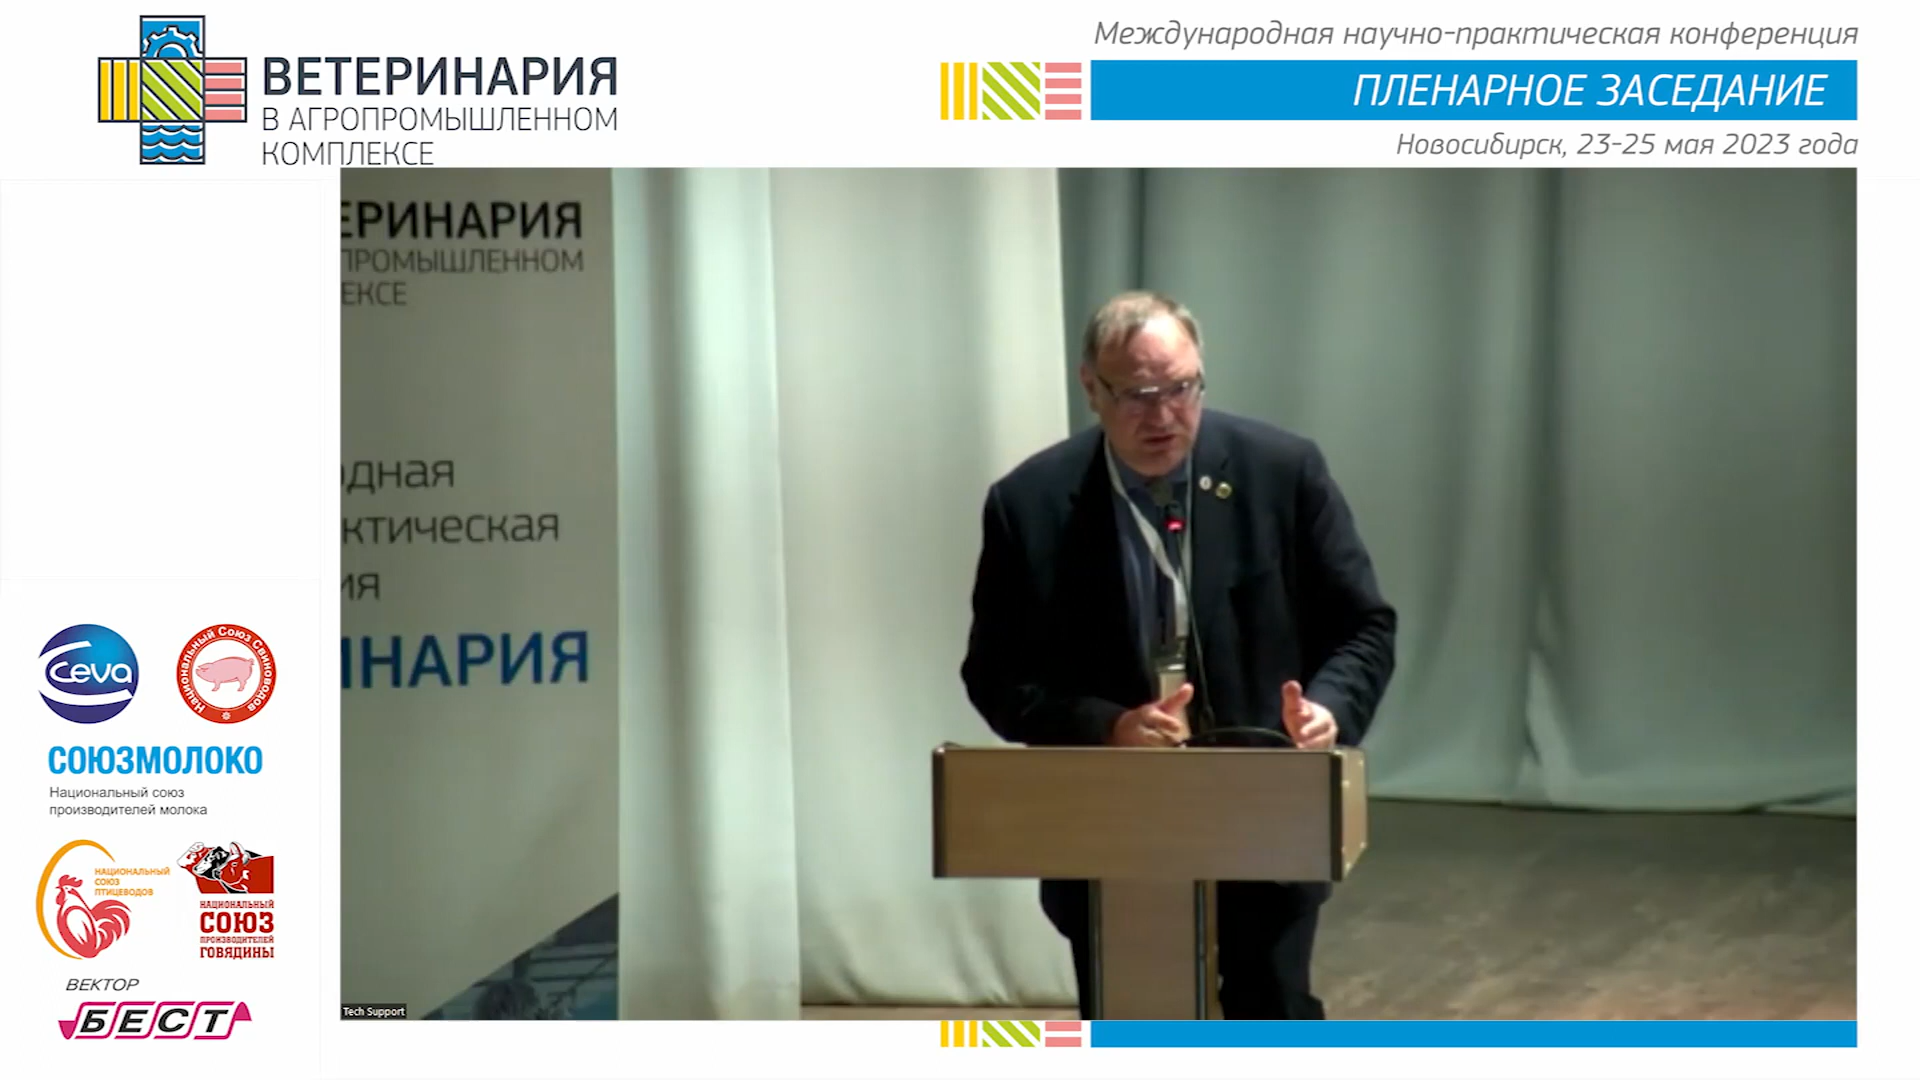 ВЕТЕРИНАРИЯ
В АГРОПРОМЫШЛЕННОМ
КОМПЛЕКСЕ
Международная научно-практическая конференция
ПЛЕНАРНОЕ ЗАСЕДАНИЕ
Новосибирск, 23-25 мая 2023 года
ЕРИНАРИЯ
ПРОМЫШЛЕННОМ
ЕКСЕ
одная
ктическая
ия
ИНАРИЯ
Ceva
Национальный Союз Свиноводов
СОЮЗМОЛОКО
Национальный союз
производителей молока
НАЦИОНАЛЬНЫЙ
СОЮЗ
ПТИЦЕВОДОВ
НАЦИОНАЛЬНЫЙ
СОЮЗ
ПРОИЗВОДИТЕЛЕЙ
ГОВЯДИНЫ
ВЕКТОР
БЕСТ
Tech Support